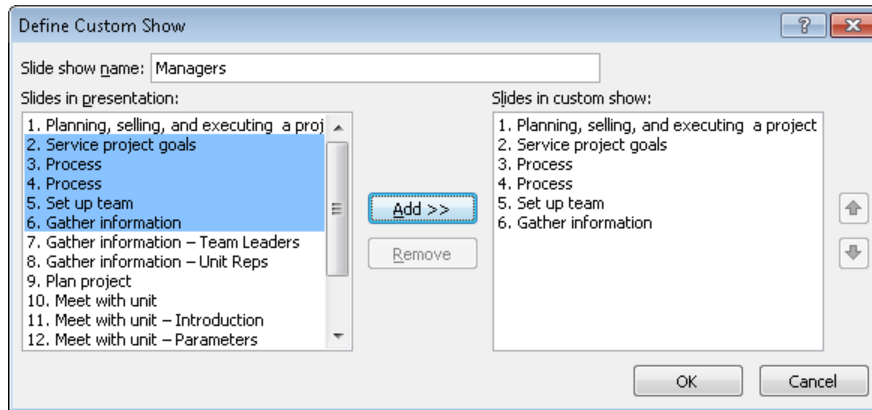 Define Custom Show
Slide show name: Managers
Slides in presentation:
1. Planning, selling, and executing  a proj
2. Service project goals
3. Process
4. Process
5. Set up team
6. Gather information
7. Gather information – Team Leaders
8. Gather information – Unit Reps
9. Plan project
10. Meet with unit
11. Meet with unit – Introduction
12. Meet with unit – Parameters
Add >>
Remove
Slides in custom show:
1. Planning, selling, and executing  a project
2. Service project goals
3. Process
4. Process
5. Set up team
6. Gather information
OK
Cancel